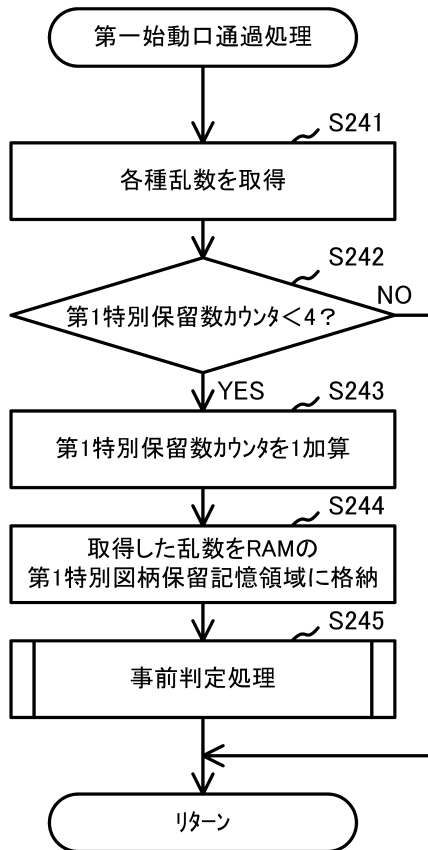 第一始動口通過処理
S241
各種乱数を取得
S242
第1特別保留数カウンタ＜4？
NO
YES
S243
第1特別保留数カウンタを1加算
S244
取得した乱数をRAMの
第1特別図柄保留記憶領域に格納
S245
事前判定処理
リターン